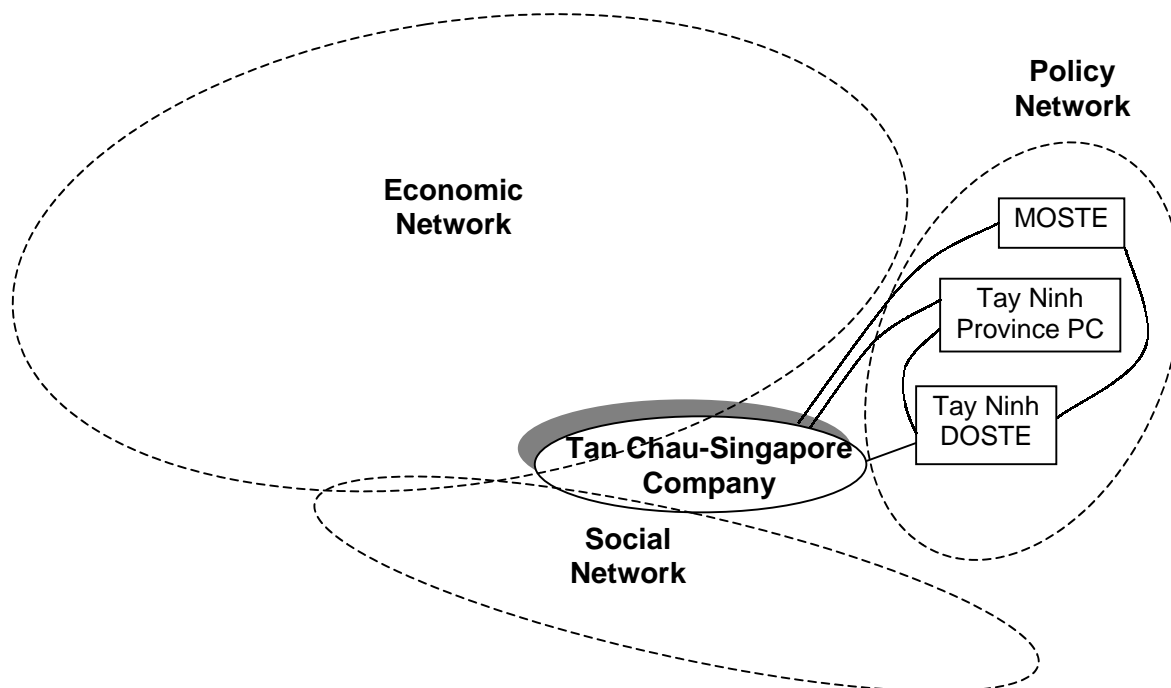 Policy
Network
Economic
Network
MOSTE
Tay Ninh
Province PC
Tay Ninh
DOSTE
Tan Chau-Singapore
Company
Social
Network